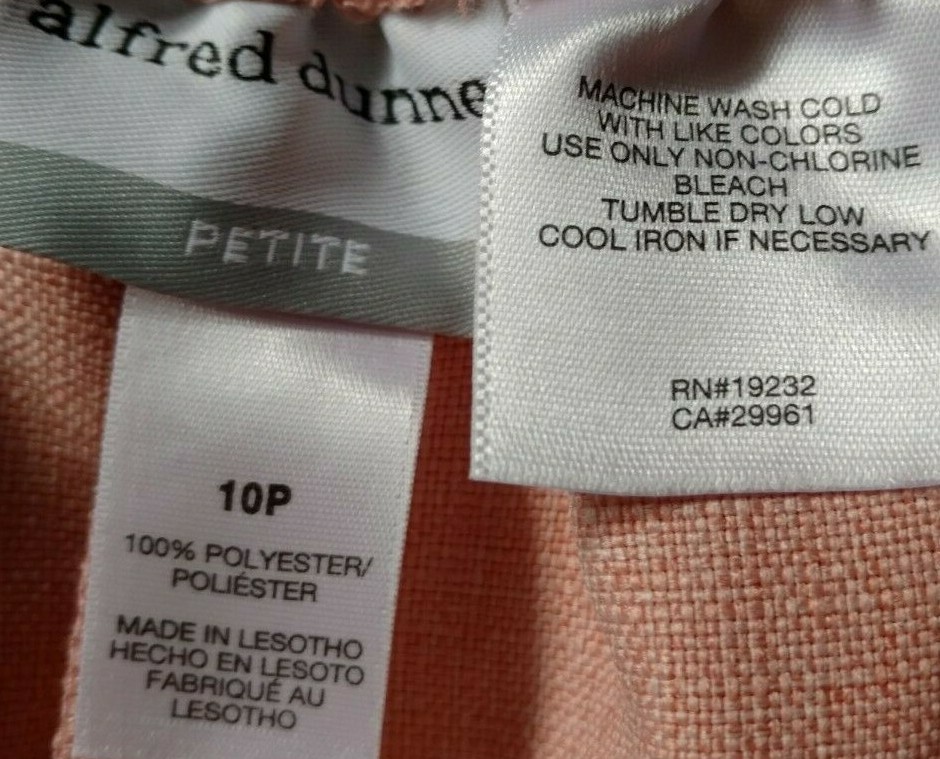 alfred dunne
PETITE
10P
100% POLYESTER/
POLIÉSTER
MADE IN LESOTHO
HECHO EN LESOTO
FABRIQUÉ AU
LESOTHO
MACHINE WASH COLD
WITH LIKE COLORS
USE ONLY NON-CHLORINE
BLEACH
TUMBLE DRY LOW
COOL IRON IF NECESSARY
RN#19232
CA#29961